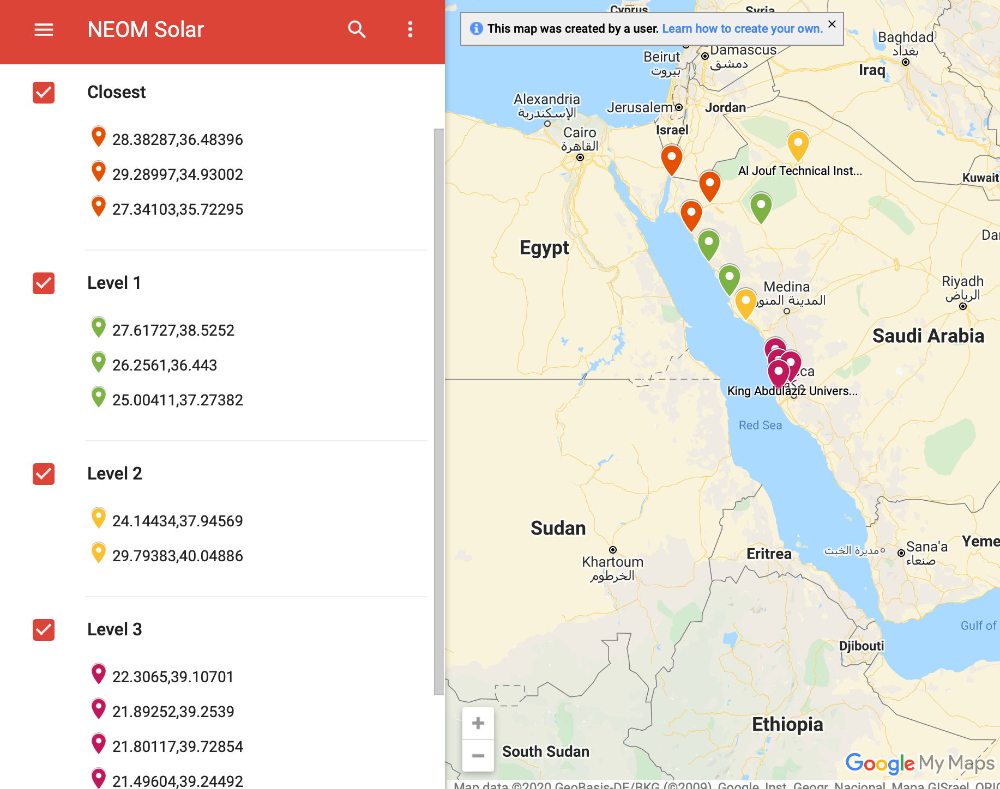 NEOM Solar
Closest
28.38287,36.48396
29.28997,34.93002
27.34103,35.72295
Level 1
27.61727,38.5252
26.2561,36.443
25.00411,37.27382
Level 2
24.14434,37.94569
29.79383,40.04886
Level 3
22.3065,39.10701
21.89252,39.2539
21.80117,39.72854
21.49604,39.24492
Cyprus
Syria
This map was created by a user. Learn how to create your own.
Baghdad
بغداد
Iraq
Damascus
دمشق
Beirut
بيروت
Alexandria
الإسكندرية
Jerusalem
Jordan
Israel
Cairo
القاهرة
Al Jouf Technical Inst...
Kuwait
Egypt
Medina
المدينة المنور
Riyadh
الرياض
Saudi Arabia
King Abdulaziz Univers...
Red Sea
Sudan
Khartoum
الخرطوم
Eritrea
مديرة الخبت
Sana'a
صنعاء
Yeme
Gulf of
Djibouti
Ethiopia
South Sudan
Google My Maps
Map data ©2020 GeoBasis-DE/BKG (©2009), Google, Inst. Geogr. Nacional, Mapa GISrael, ORIO